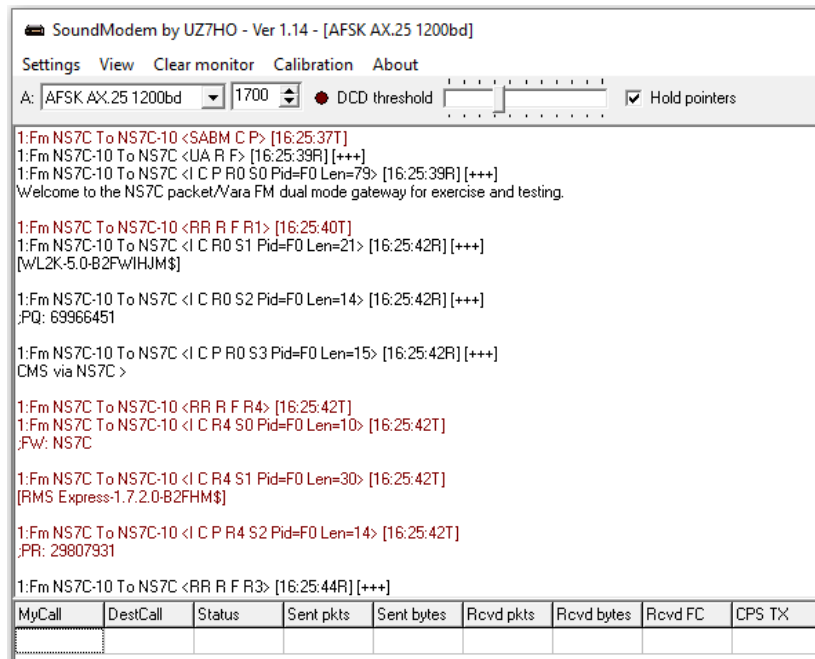 SoundModem by UZ7HO - Ver 1.14 - [AFSK AX.25 1200bd]
Settings View Clear monitor Calibration About
A: AFSK AX.25 1200bd 1700 DCD threshold Hold pointers
1:Fm NS7C To NS7C-10 <SABM C P> [16:25:37T]
1:Fm NS7C-10 To NS7C <UA R F> [16:25:39R] [+++]
1:Fm NS7C-10 To NS7C <I C P R0 S0 Pid=F0 Len=79> [16:25:39R] [+++]
Welcome to the NS7C packet/Vara FM dual mode gateway for exercise and testing.
1:Fm NS7C To NS7C-10 <RR R F R1> [16:25:40T]
1:Fm NS7C-10 To NS7C <I C R0 S1 Pid=F0 Len=21> [16:25:42R] [+++]
[WL2K-5.0-B2FWIHJM$]
1:Fm NS7C-10 To NS7C <I C R0 S2 Pid=F0 Len=14> [16:25:42R] [+++]
;PQ: 69966451
1:Fm NS7C-10 To NS7C <I C P R0 S3 Pid=F0 Len=15> [16:25:42R] [+++]
CMS via NS7C >
1:Fm NS7C To NS7C-10 <RR R F R4> [16:25:42T]
1:Fm NS7C To NS7C-10 <I C R4 S0 Pid=F0 Len=10> [16:25:42T]
;FW: NS7C
1:Fm NS7C To NS7C-10 <I C R4 S1 Pid=F0 Len=30> [16:25:42T]
[RMS Express-1.7.2.0-B2FHM$]
1:Fm NS7C To NS7C-10 <I C P R4 S2 Pid=F0 Len=14> [16:25:42T]
;PR: 29807931
1:Fm NS7C-10 To NS7C <RR R F R3> [16:25:44R] [+++]
MyCall DestCall Status Sent pkts Sent bytes Rcvd pkts Rcvd bytes Rcvd FC CPS TX